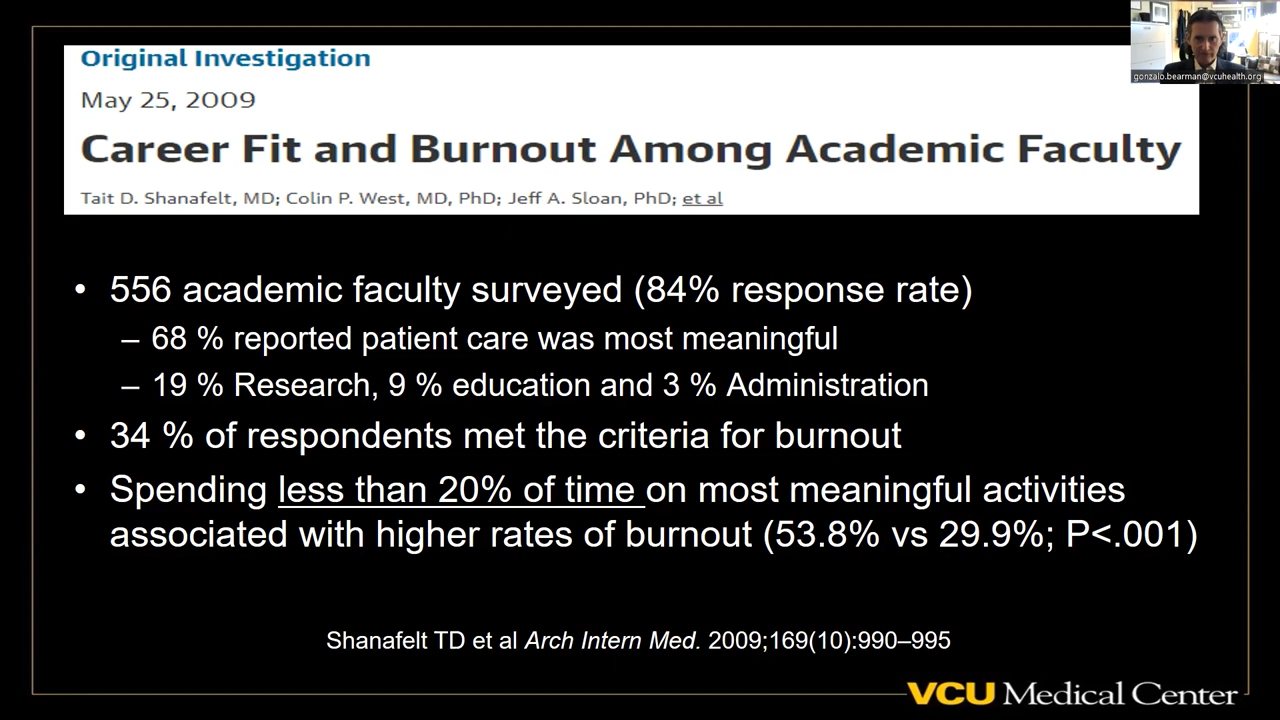 Original Investigation
May 25, 2009
Career Fit and Burnout Among Academic Faculty
Tait D. Shanafelt, MD; Colin P. West, MD, PhD; Jeff A. Sloan, PhD; et al
gonzalo.bearman@vcuhealth.org
• 556 academic faculty surveyed (84% response rate)
– 68 % reported patient care was most meaningful
– 19 % Research, 9 % education and 3 % Administration
• 34 % of respondents met the criteria for burnout
• Spending less than 20% of time on most meaningful activities
associated with higher rates of burnout (53.8% vs 29.9%; P<.001)
Shanafelt TD et al Arch Intern Med. 2009;169(10):990–995
VCU Medical Center